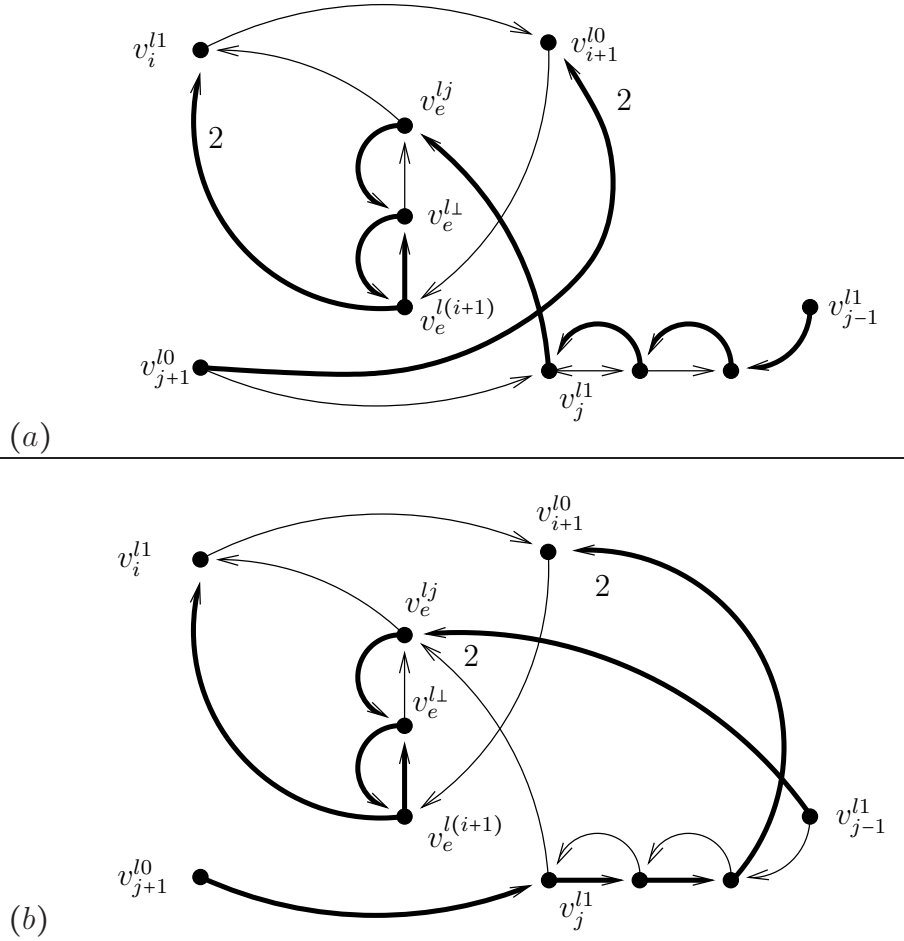 $v_i^{l1}$ $v_{i+1}^{l0}$
$v_e^{lj}$ 2
2
$v_e^{l\perp}$
$v_e^{l(i+1)}$ $v_{j-1}^{l1}$
$v_{j+1}^{l0}$
$v_j^{l1}$
(a)
$v_{i+1}^{l0}$
$v_i^{l1}$
$v_e^{lj}$ 2
2
$v_e^{l\perp}$
$v_e^{l(i+1)}$ $v_{j-1}^{l1}$
$v_{j+1}^{l0}$
$v_j^{l1}$
(b)